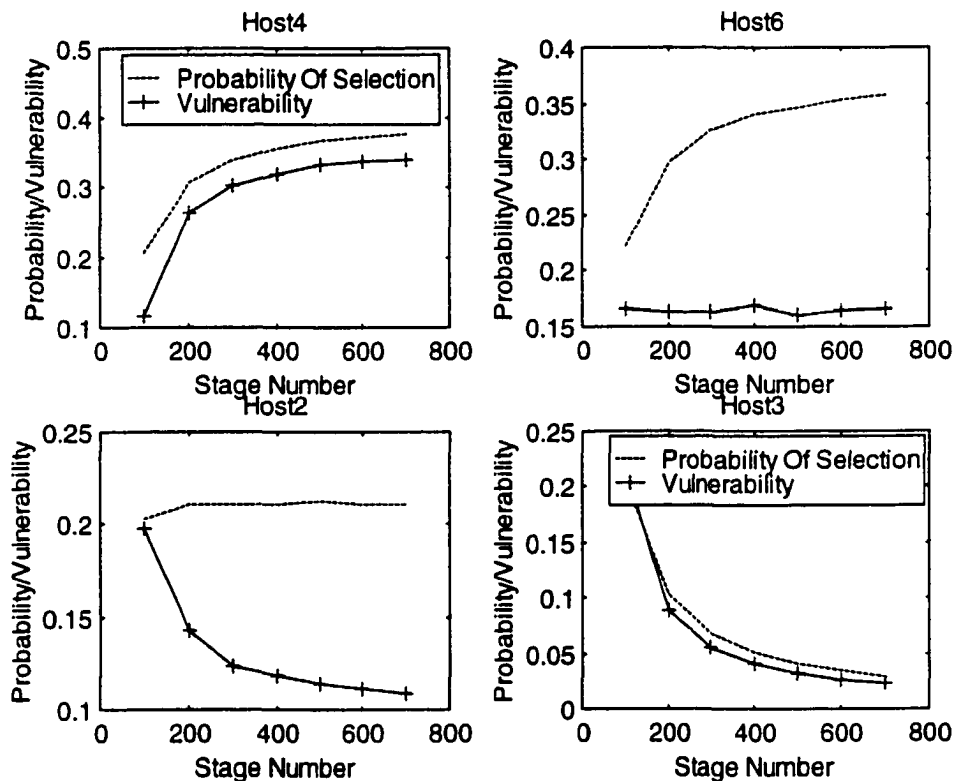 Host4
0.5
0.4
0.3
0.2
0.1
Probability/Vulnerability
Probability Of Selection
Vulnerability
0 200 400 600 800
Stage Number
Host6
0.4
0.35
0.3
0.25
0.2
0.15
Probability/Vulnerability
0 200 400 600 800
Stage Number
Host2
0.25
0.2
0.15
0.1
Probability/Vulnerability
0 200 400 600 800
Stage Number
Host3
0.25
0.2
0.15
0.1
0.05
0
Probability/Vulnerability
Probability Of Selection
Vulnerability
0 200 400 600 800
Stage Number